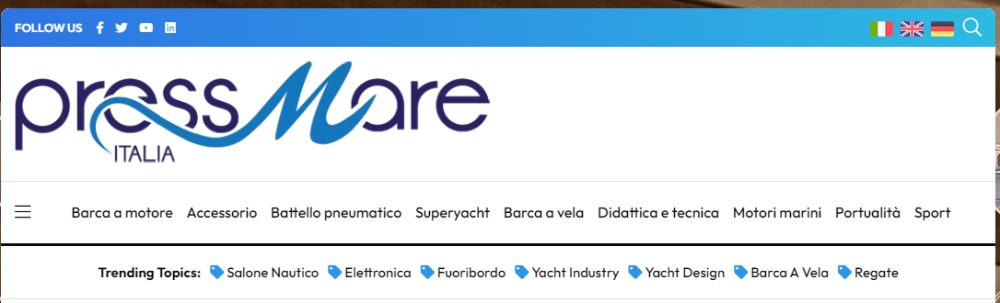 FOLLOW US
pressMare
ITALIA
Barca a motore Accessorio Battello pneumatico Superyacht Barca a vela Didattica e tecnica Motori marini Portualità Sport
Trending Topics: Salone Nautico Elettronica Fuoribordo Yacht Industry Yacht Design Barca A Vela Regate